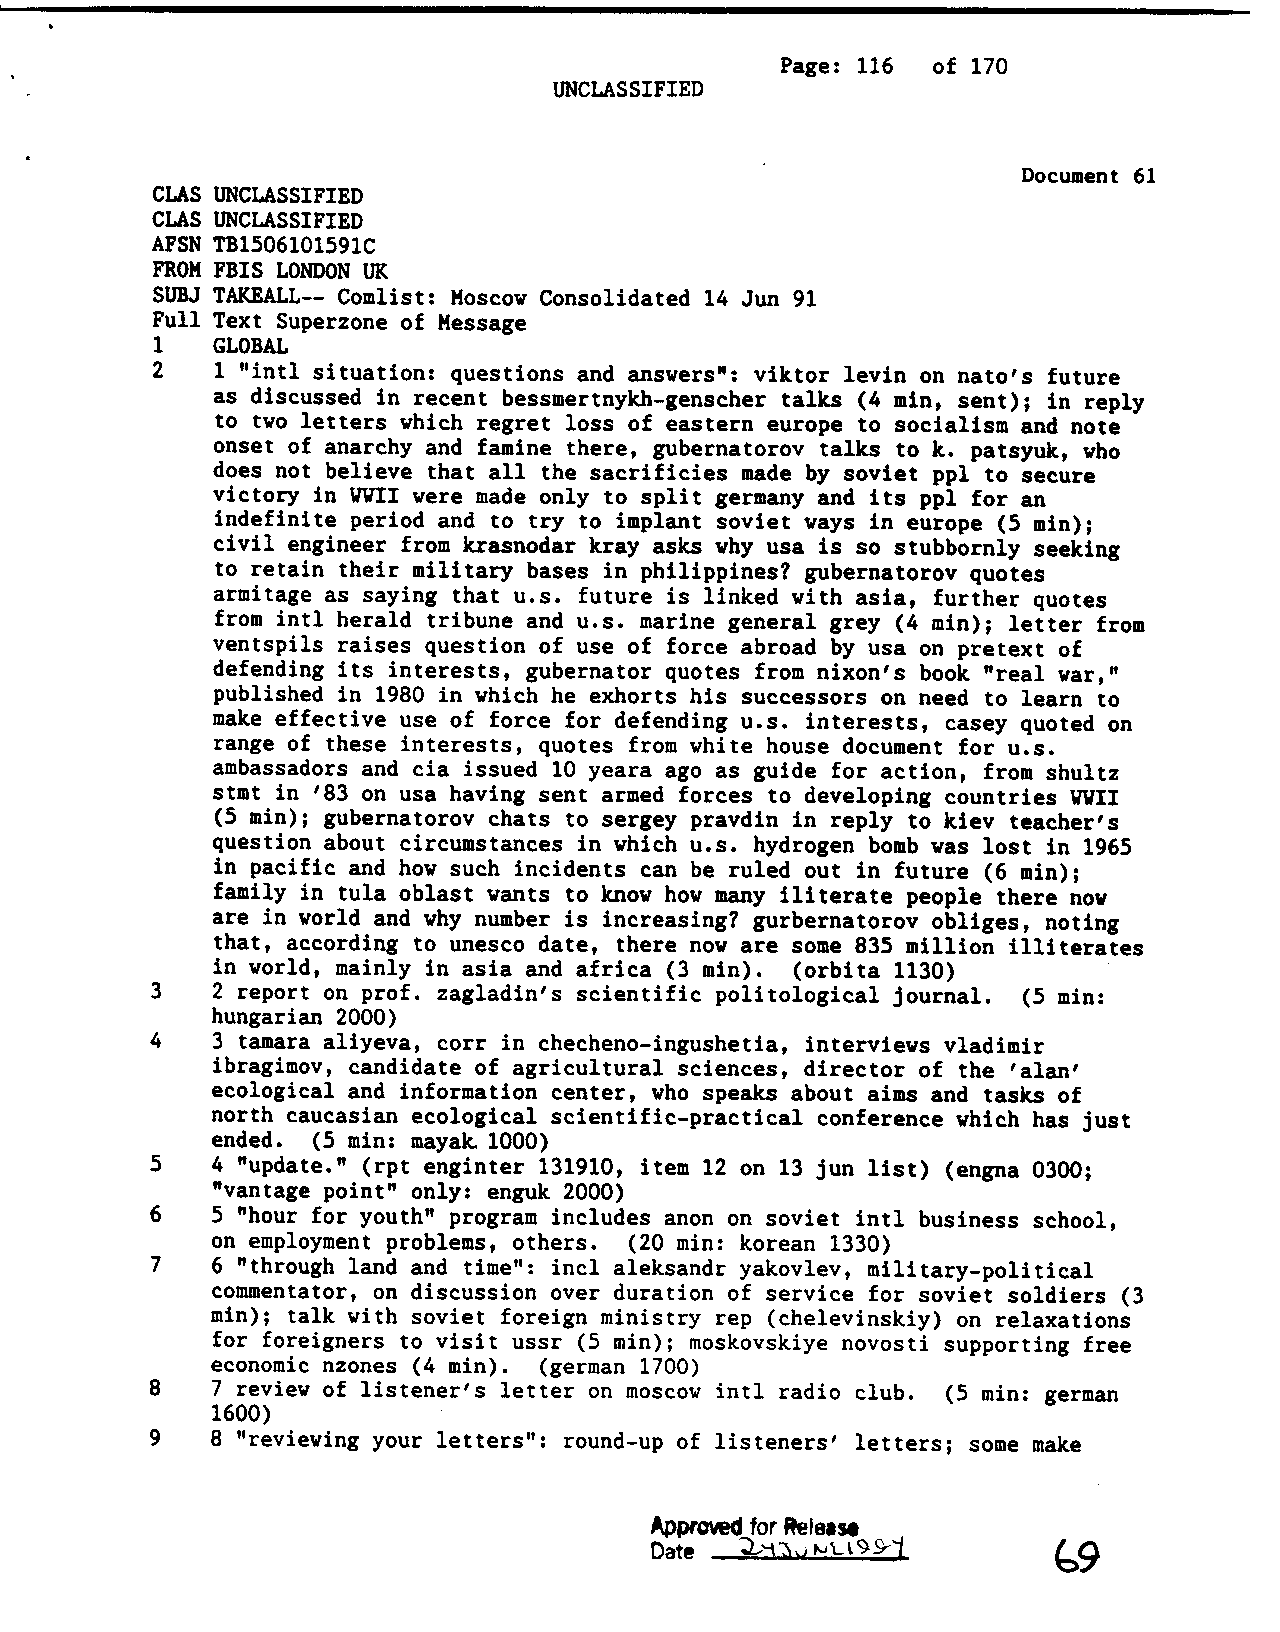 Page: 116 of 170
UNCLASSIFIED
Document 61
CLAS UNCLASSIFIED
CLAS UNCLASSIFIED
AFSN TB1506101591C
FROM FBIS LONDON UK
SUBJ TAKEALL-- Comlist: Moscow Consolidated 14 Jun 91
Full Text Superzone of Message
1 GLOBAL
2 1 "intl situation: questions and answers": viktor levin on nato's future
as discussed in recent bessmertnykh-genscher talks (4 min, sent); in reply
to two letters which regret loss of eastern europe to socialism and note
onset of anarchy and famine there, gubernatorov talks to k. patsyuk, who
does not believe that all the sacrificies made by soviet ppl to secure
victory in WWII were made only to split germany and its ppl for an
indefinite period and to try to implant soviet ways in europe (5 min);
civil engineer from krasnodar kray asks why usa is so stubbornly seeking
to retain their military bases in philippines? gubernatorov quotes
armitage as saying that u.s. future is linked with asia, further quotes
from intl herald tribune and u.s. marine general grey (4 min); letter from
ventspils raises question of use of force abroad by usa on pretext of
defending its interests, gubernator quotes from nixon's book "real war,"
published in 1980 in which he exhorts his successors on need to learn to
make effective use of force for defending u.s. interests, casey quoted on
range of these interests, quotes from white house document for u.s.
ambassadors and cia issued 10 yeara ago as guide for action, from shultz
stmt in '83 on usa having sent armed forces to developing countries WWII
(5 min); gubernatorov chats to sergey pravdin in reply to kiev teacher's
question about circumstances in which u.s. hydrogen bomb was lost in 1965
in pacific and how such incidents can be ruled out in future (6 min);
family in tula oblast wants to know how many iliterate people there now
are in world and why number is increasing? gurbernatorov obliges, noting
that, according to unesco date, there now are some 835 million illiterates
in world, mainly in asia and africa (3 min). (orbita 1130)
3 2 report on prof. zagladin's scientific politological journal. (5 min:
hungarian 2000)
4 3 tamara aliyeva, corr in checheno-ingushetia, interviews vladimir
ibragimov, candidate of agricultural sciences, director of the 'alan'
ecological and information center, who speaks about aims and tasks of
north caucasian ecological scientific-practical conference which has just
ended. (5 min: mayak 1000)
5 4 "update." (rpt enginter 131910, item 12 on 13 jun list) (engna 0300;
"vantage point" only: enguk 2000)
6 5 "hour for youth" program includes anon on soviet intl business school,
on employment problems, others. (20 min: korean 1330)
7 6 "through land and time": incl aleksandr yakovlev, military-political
commentator, on discussion over duration of service for soviet soldiers (3
min); talk with soviet foreign ministry rep (chelevinskiy) on relaxations
for foreigners to visit ussr (5 min); moskovskiye novosti supporting free
economic nzones (4 min). (german 1700)
8 7 review of listener's letter on moscow intl radio club. (5 min: german
1600)
9 8 "reviewing your letters": round-up of listeners' letters; some make
Approved for Release
Date
69